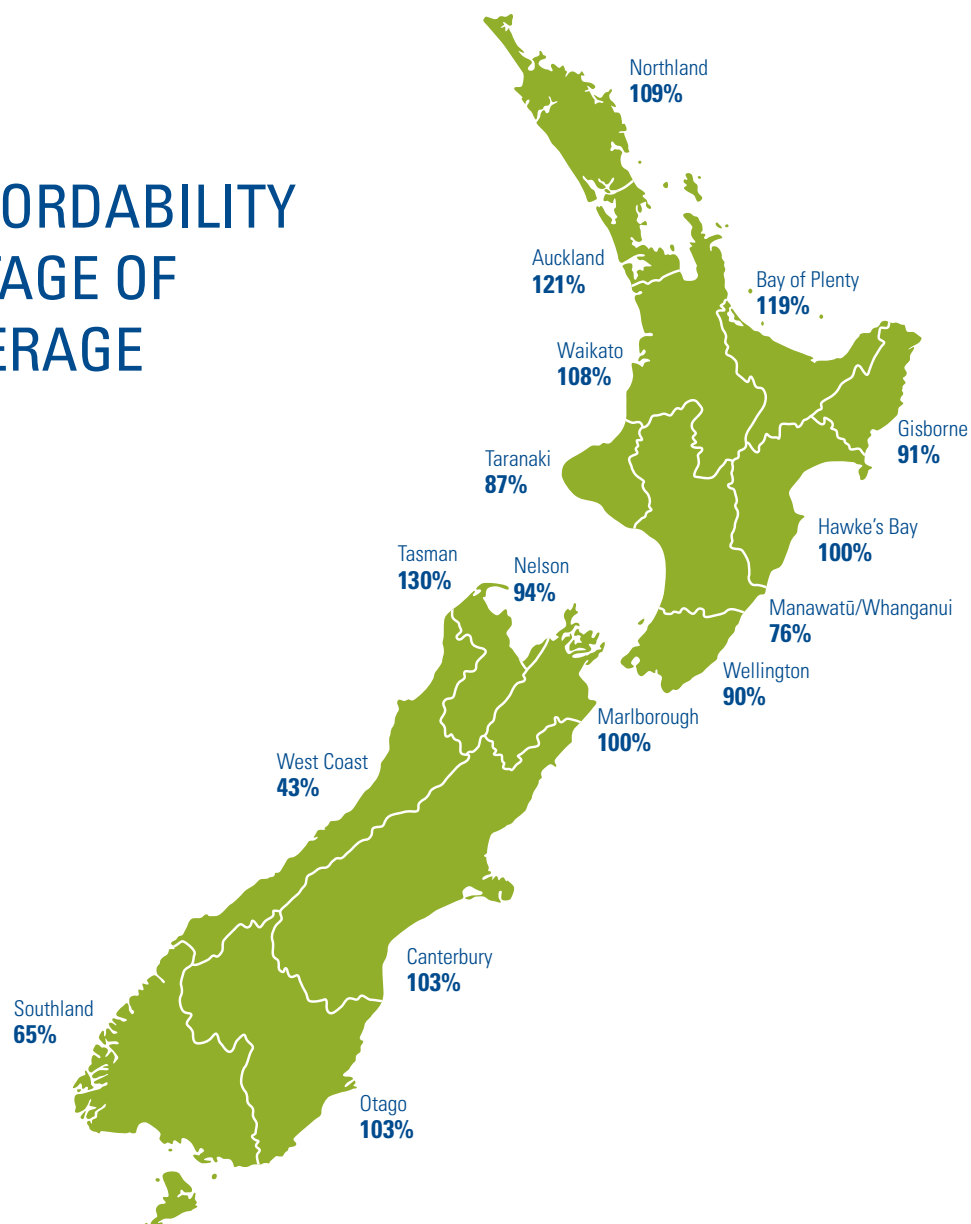 ORDABILITY
TAGE OF
ERAGE
Northland
109%
Auckland
121%
Bay of Plenty
119%
Waikato
108%
Gisborne
91%
Taranaki
87%
Hawke's Bay
100%
Tasman
130%
Nelson
94%
Manawatū/Whanganui
76%
Wellington
90%
Marlborough
100%
West Coast
43%
Canterbury
103%
Southland
65%
Otago
103%